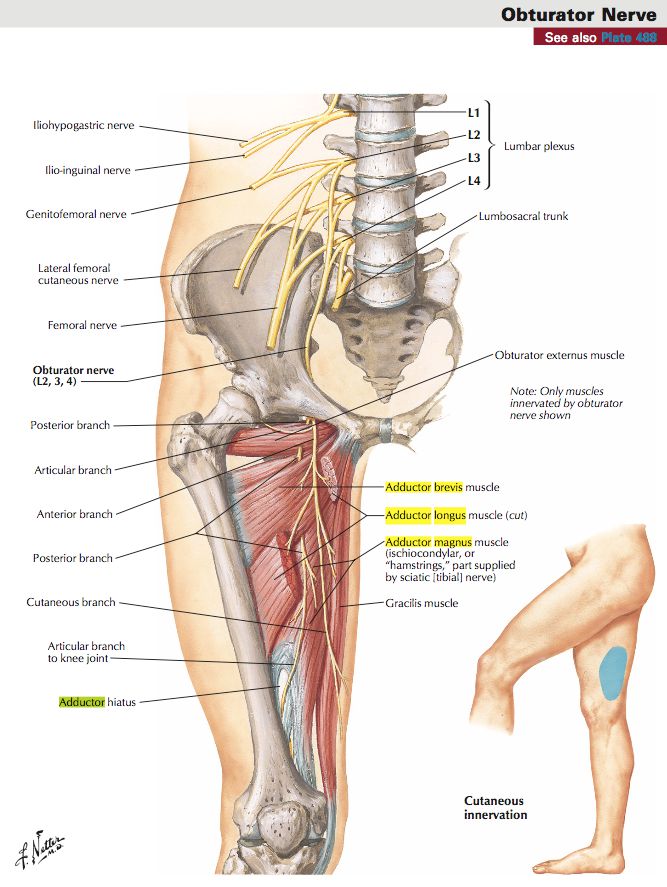 Obturator Nerve
See also Plate 488
Iliohypogastric nerve
Ilio-inguinal nerve
Genitofemoral nerve
Lateral femoral
cutaneous nerve
Femoral nerve
Obturator nerve
(L2, 3, 4)
Posterior branch
Articular branch
Anterior branch
Posterior branch
Cutaneous branch
Articular branch
to knee joint
Adductor hiatus
L1
L2
L3
L4
Lumbar plexus
Lumbosacral trunk
Obturator externus muscle
Note: Only muscles
innervated by obturator
nerve shown
Adductor brevis muscle
Adductor longus muscle (cut)
Adductor magnus muscle
(ischiocondylar, or
“hamstrings,” part supplied
by sciatic [tibial] nerve)
Gracilis muscle
Cutaneous
innervation
F. Netter
M.D.